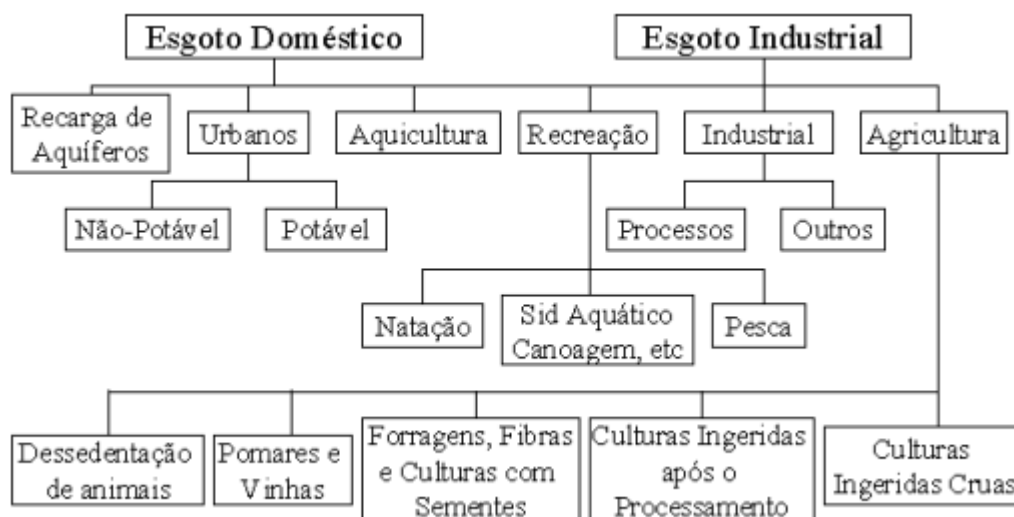 Esgoto Doméstico
Esgoto Industrial
Recarga de
Aquíferos
Urbanos
Aquicultura
Recreação
Industrial
Agricultura
Não-Potável
Potável
Processos
Outros
Natação
Sid Aquático
Canoagem, etc
Pesca
Dessedentação
de animais
Pomares e
Vinhas
Forragens, Fibras
e Culturas com
Sementes
Culturas Ingeridas
após o
Processamento
Culturas
Ingeridas Cruas